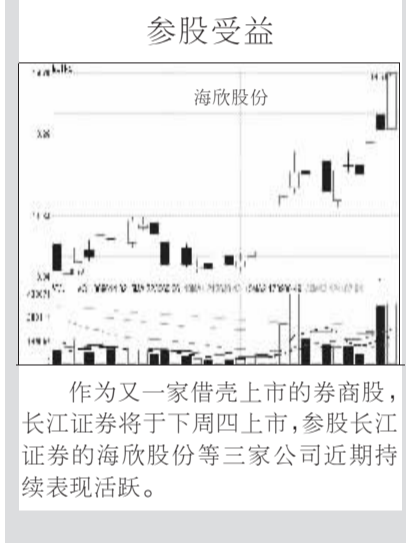 参股受益
海欣股份
作为又一家借壳上市的券商股，
长江证券将于下周四上市，参股长江
证券的海欣股份等三家公司近期持
续表现活跃。